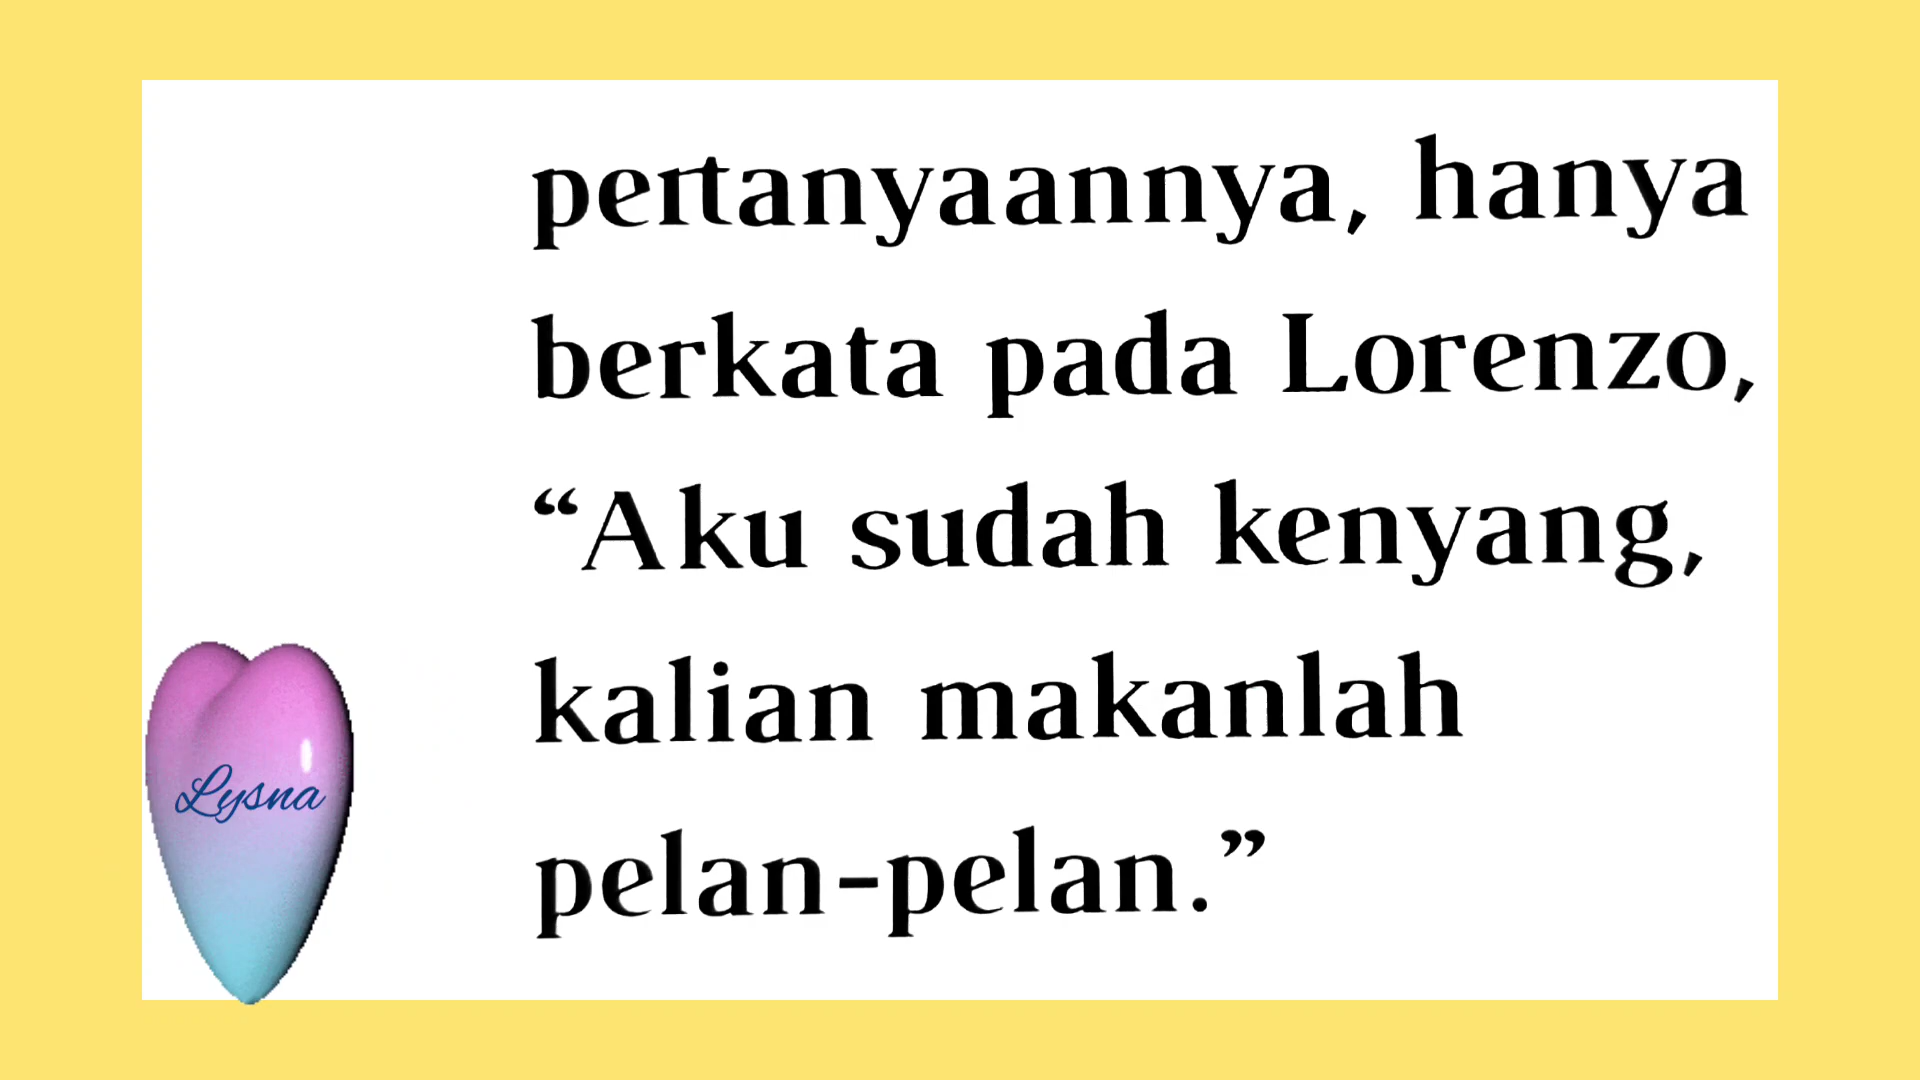 pertanyaannya, hanya
berkata pada Lorenzo,
“Aku sudah kenyang,
kalian makanlah
pelan-pelan.”
Lysna